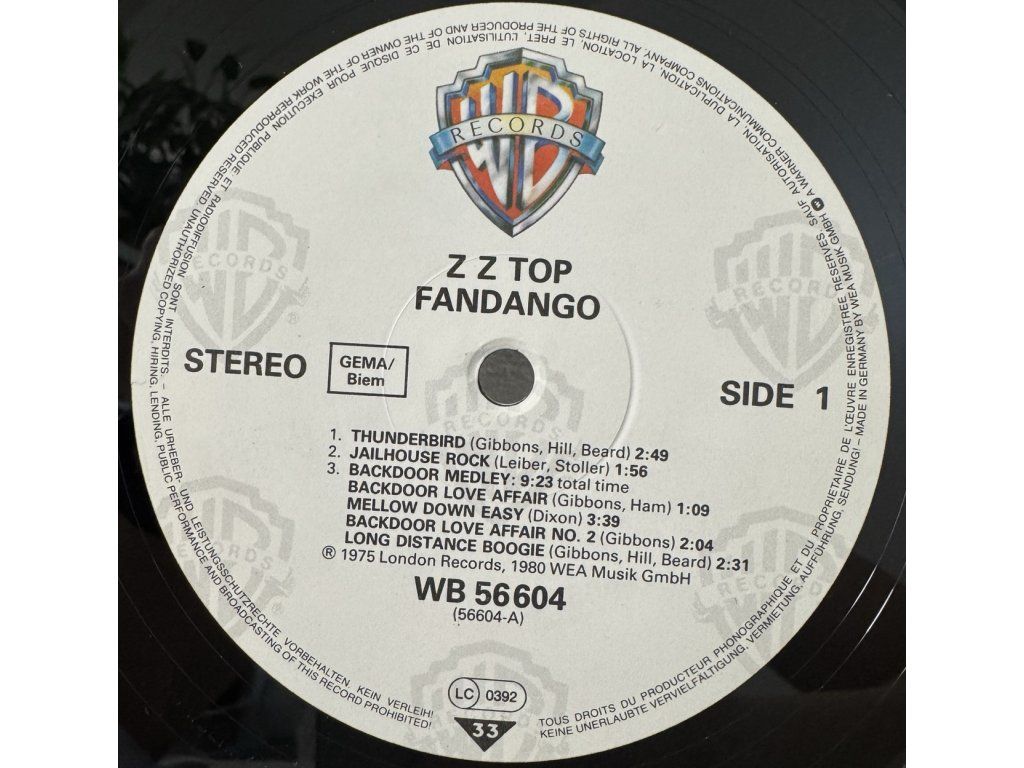 WB
RECORDS
Z Z TOP
FANDANGO
STEREO
GEMA/
Biem
SIDE 1
1. THUNDERBIRD (Gibbons, Hill, Beard) 2:49
2. JAILHOUSE ROCK (Leiber, Stoller) 1:56
3. BACKDOOR MEDLEY: 9:23 total time
BACKDOOR LOVE AFFAIR (Gibbons, Ham) 1:09
MELLOW DOWN EASY (Dixon) 3:39
BACKDOOR LOVE AFFAIR NO. 2 (Gibbons) 2:04
LONG DISTANCE BOOGIE (Gibbons, Hill, Beard) 2:31
℗ 1975 London Records, 1980 WEA Musik GmbH
WB 56 604
(56604-A)
LC 0392
33
TOUS DROITS DU PRODUCTEUR PHONOGRAPHIQUE ET DU PROPRIETAIRE DE L'ŒUVRE ENREGISTREE RESERVES SAUF AUTORISATION, LA DUPLICATION, LA LOCATION, LE PRET, L'UTILISATION DE CE DISQUE POUR EXECUTION PUBLIQUE ET RADIODIFFUSION SONT INTERDITS. – ALLE URHEBER- UND LEISTUNGSSCHUTZRECHTE VORBEHALTEN KEIN VERLEIH!
KEINE UNERLAUBTE VERVIELFÄLTIGUNG, VERMIETUNG, AUFFÜHRUNG, SENDUNG! – MADE IN GERMANY BY WEA MUSIK GMBH A WARNER COMMUNICATIONS COMPANY. ALL RIGHTS OF THE PRODUCER AND OF THE OWNER OF THE WORK REPRODUCED RESERVED. UNAUTHORIZED COPYING, HIRING, LENDING, PUBLIC PERFORMANCE AND BROADCASTING OF THIS RECORD PROHIBITED!